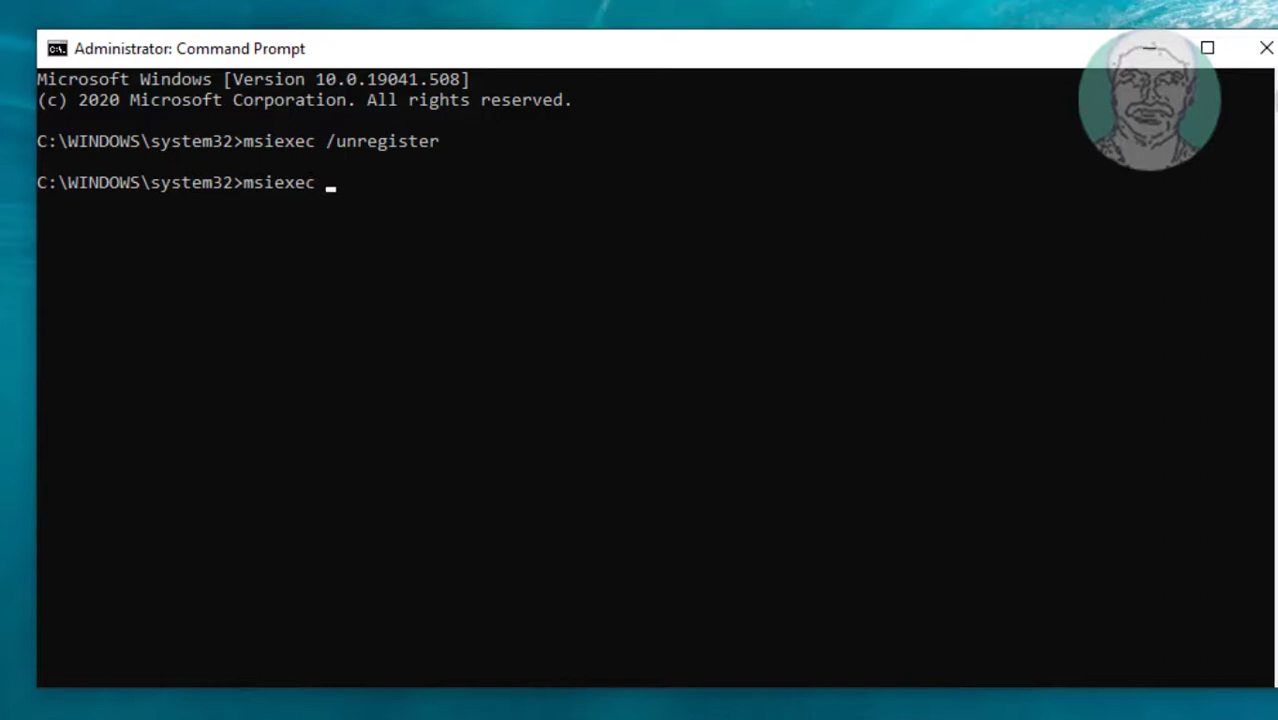 Administrator: Command Prompt
Microsoft Windows [Version 10.0.19041.508]
(c) 2020 Microsoft Corporation. All rights reserved.
C:\WINDOWS\system32>msiexec /unregister
C:\WINDOWS\system32>msiexec